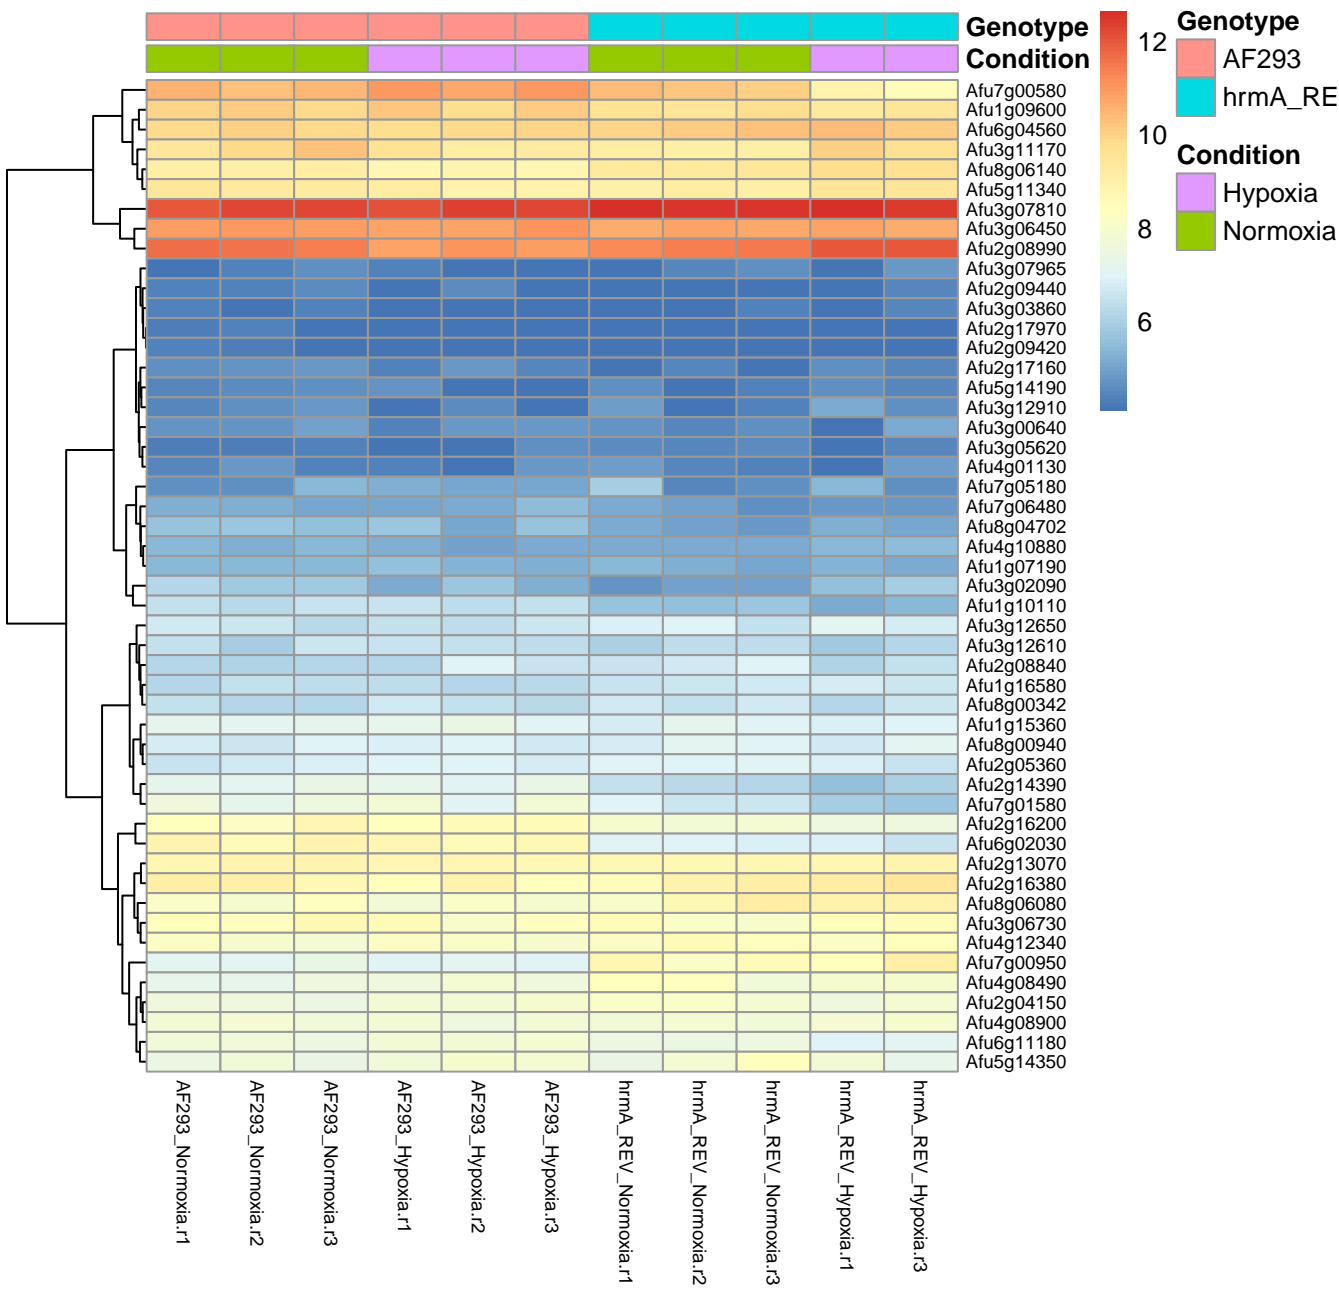 Genotype
Condition
Afu7g00580
Afu1g09600
Afu6g04560
Afu3g11170
Afu8g06140
Afu5g11340
Afu3g07810
Afu3g06450
Afu2g08990
Afu3g07965
Afu2g09440
Afu3g03860
Afu2g17970
Afu2g09420
Afu2g17160
Afu5g14190
Afu3g12910
Afu3g00640
Afu3g05620
Afu4g01130
Afu7g05180
Afu7g06480
Afu8g04702
Afu4g10880
Afu1g07190
Afu3g02090
Afu1g10110
Afu3g12650
Afu3g12610
Afu2g08840
Afu1g16580
Afu8g00342
Afu1g15360
Afu8g00940
Afu2g05360
Afu2g14390
Afu7g01580
Afu2g16200
Afu6g02030
Afu2g13070
Afu2g16380
Afu8g06080
Afu3g06730
Afu4g12340
Afu7g00950
Afu4g08490
Afu2g04150
Afu4g08900
Afu6g11180
Afu5g14350
AF293_Normoxia.r1
AF293_Normoxia.r2
AF293_Normoxia.r3
AF293_Hypoxia.r1
AF293_Hypoxia.r2
AF293_Hypoxia.r3
hrmA_REV_Normoxia.r1
hrmA_REV_Normoxia.r2
hrmA_REV_Normoxia.r3
hrmA_REV_Hypoxia.r1
hrmA_REV_Hypoxia.r3
12
10
8
6
Genotype
AF293
hrmA_RE
Condition
Hypoxia
Normoxia